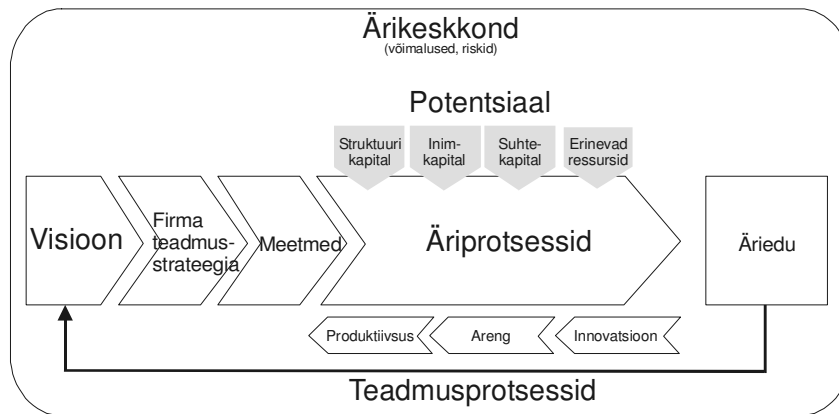 Ärikeskkond
(võimalused, riskid)
Potentsiaal
Struktuuri
kapital
Inim-
kapital
Suhte-
kapital
Erinevad
ressursid
Visioon
Firma
teadmus-
strateegia
Meetmed
Äriprotsessid
Äriedu
Produktiivsus
Areng
Innovatsioon
Teadmusprotsessid